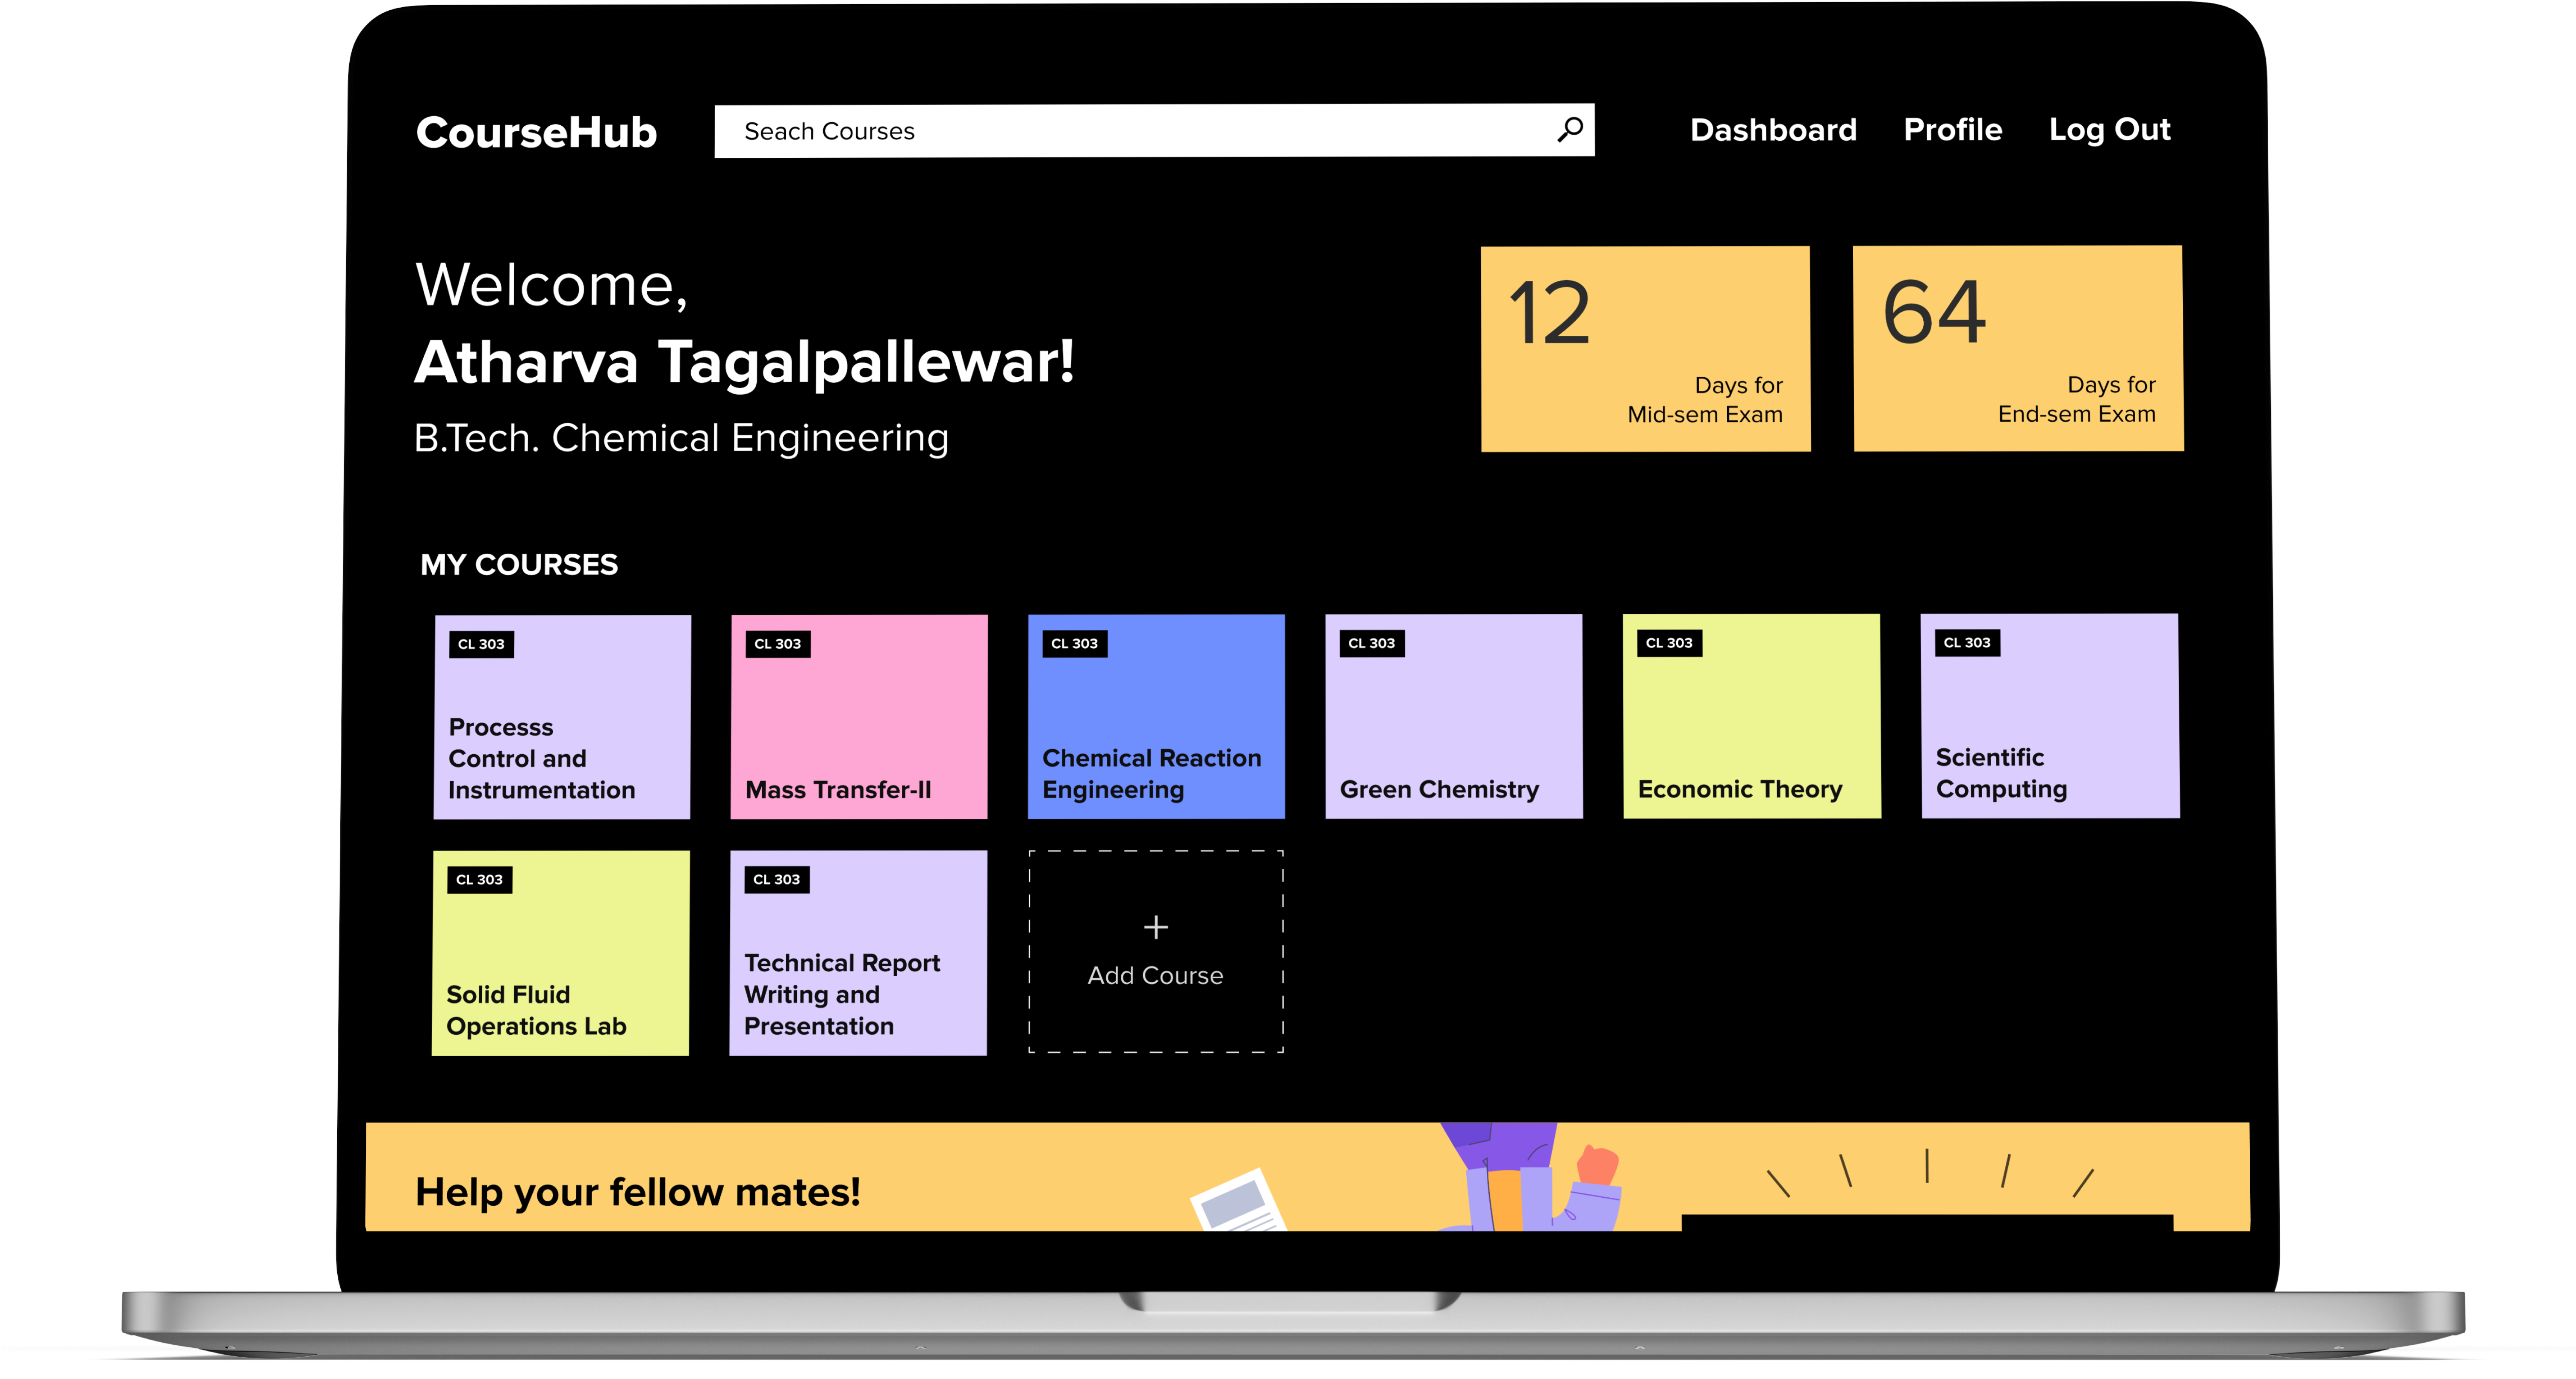 CourseHub
Seach Courses
Dashboard
Profile
Log Out
Welcome,
Atharva Tagalpallewar!
B.Tech. Chemical Engineering
12
Days for
Mid-sem Exam
64
Days for
End-sem Exam
MY COURSES
CL 303
Processs
Control and
Instrumentation
CL 303
Mass Transfer-II
CL 303
Chemical Reaction
Engineering
CL 303
Green Chemistry
CL 303
Economic Theory
CL 303
Scientific
Computing
CL 303
Solid Fluid
Operations Lab
CL 303
Technical Report
Writing and
Presentation
+
Add Course
Help your fellow mates!